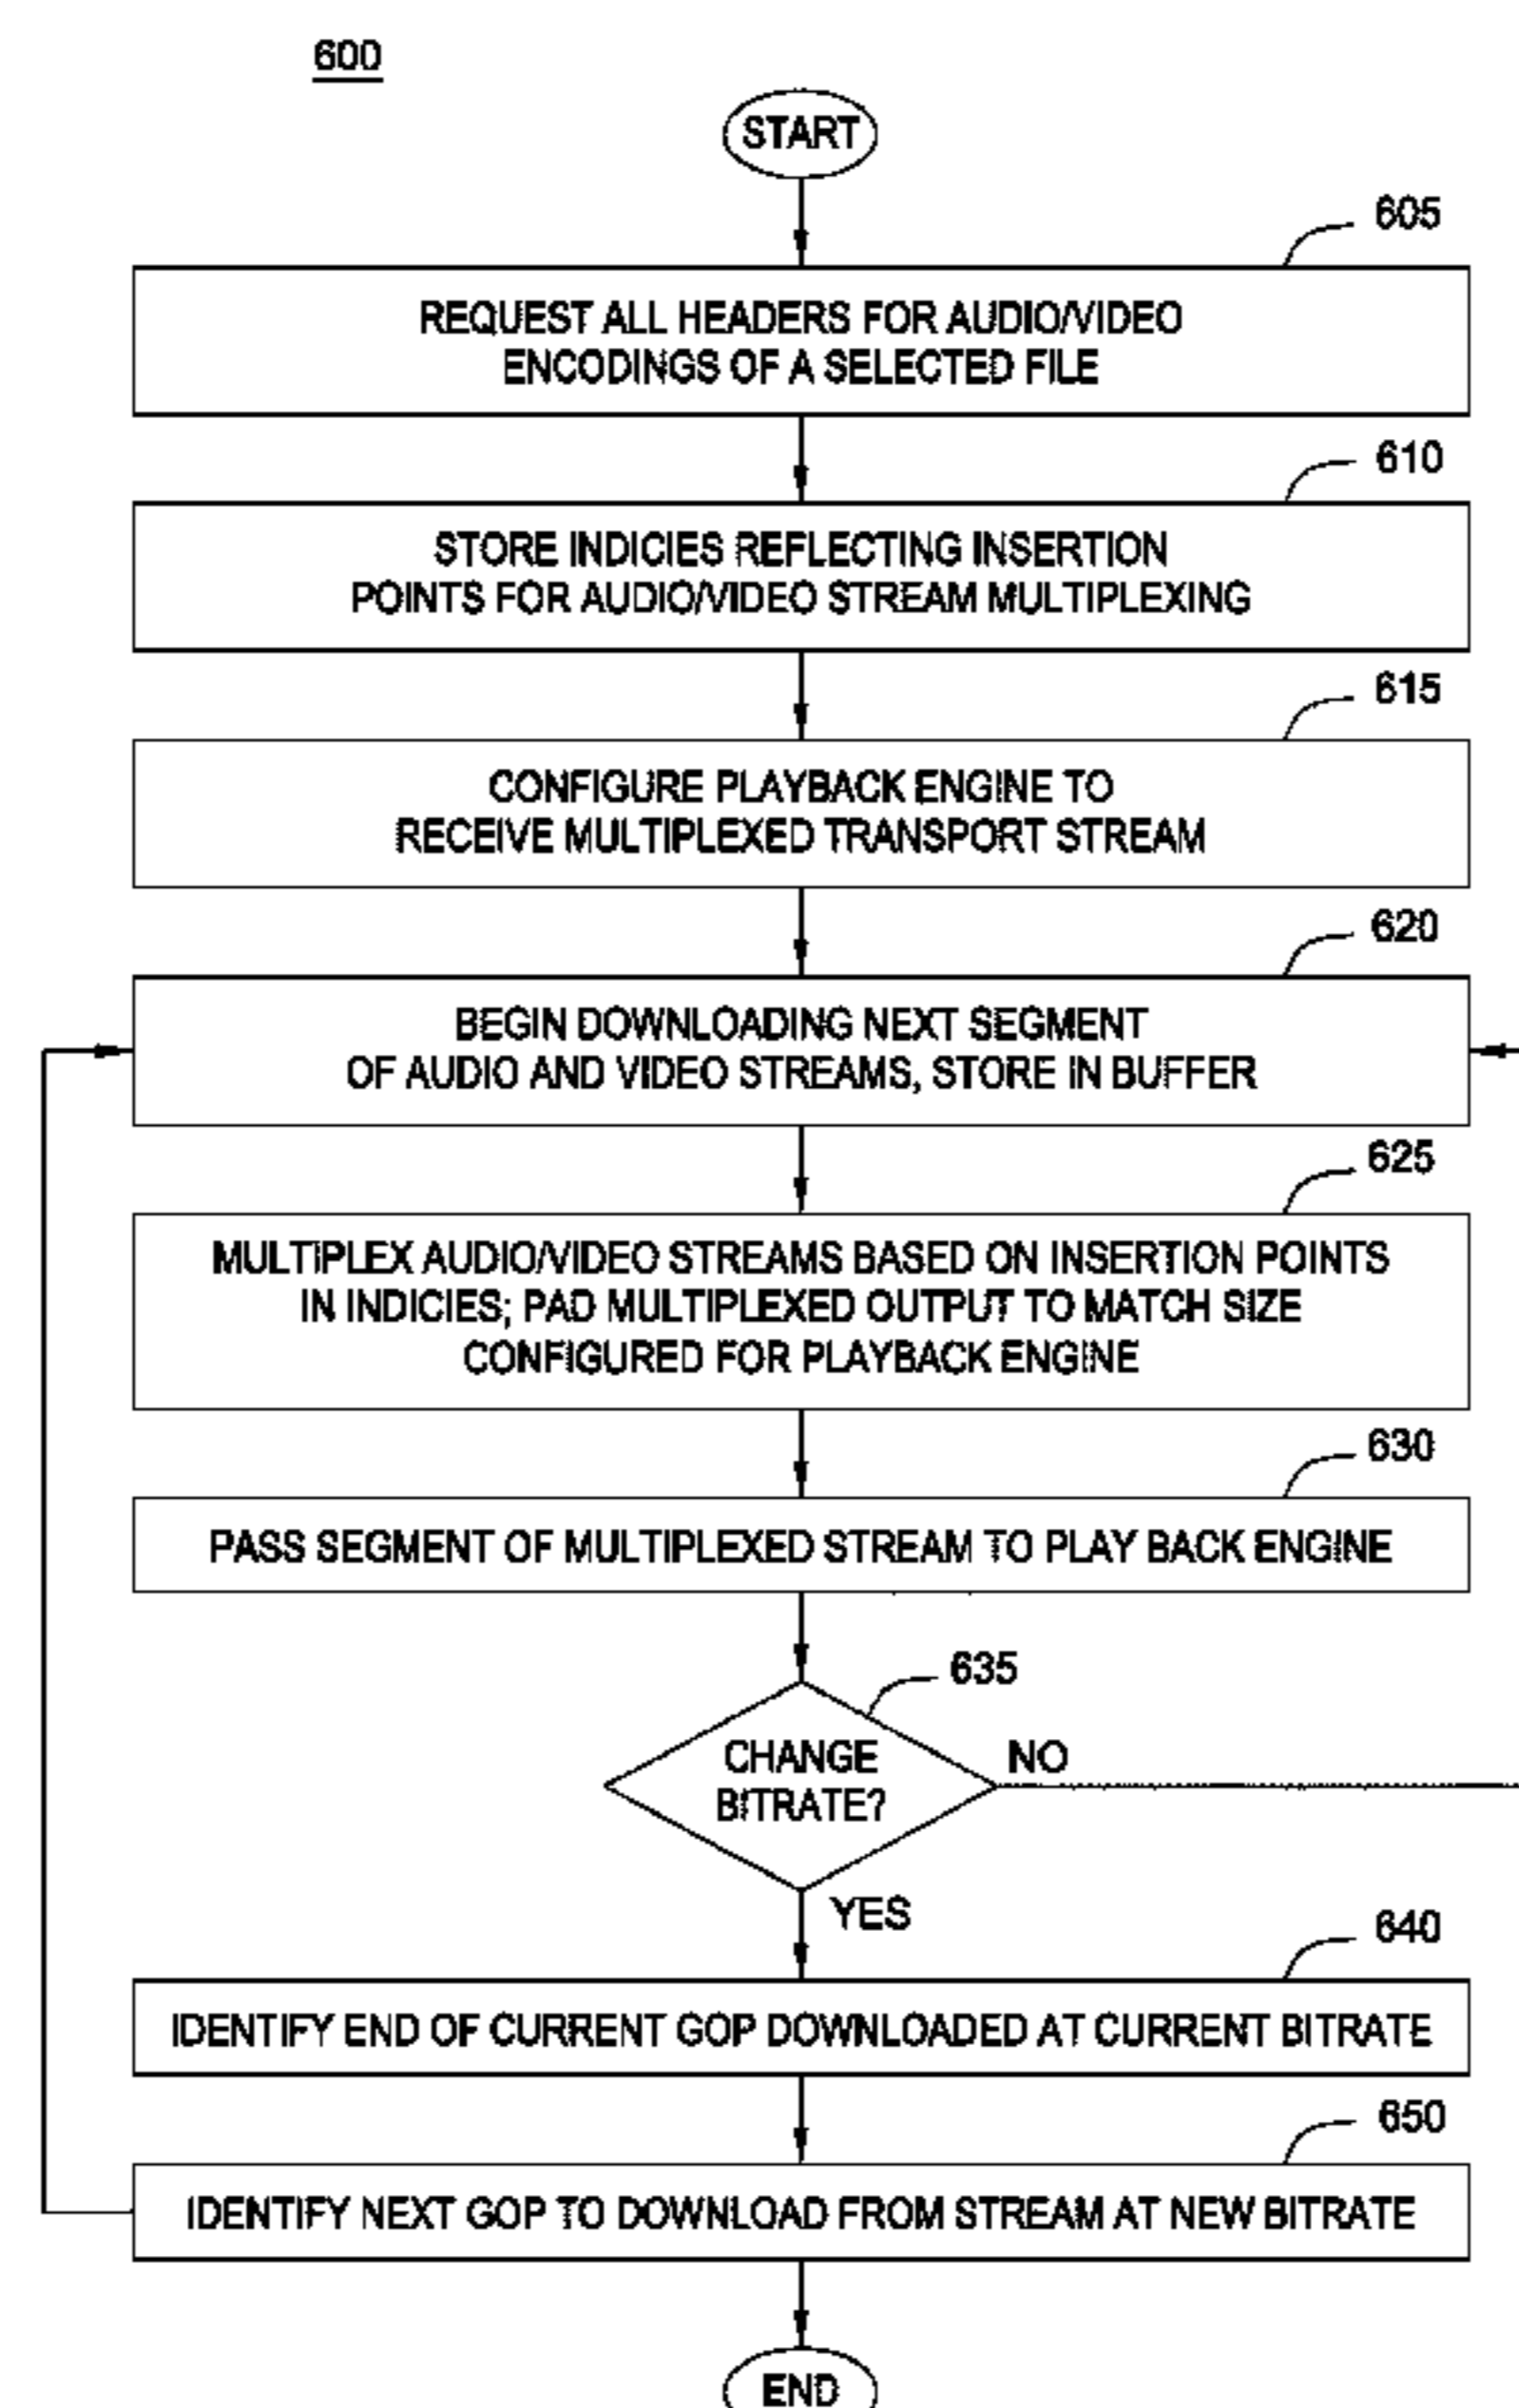 600
START
605
REQUEST ALL HEADERS FOR AUDIO/VIDEO
ENCODINGS OF A SELECTED FILE
610
STORE INDICIES REFLECTING INSERTION
POINTS FOR AUDIO/VIDEO STREAM MULTIPLEXING
615
CONFIGURE PLAYBACK ENGINE TO
RECEIVE MULTIPLEXED TRANSPORT STREAM
620
BEGIN DOWNLOADING NEXT SEGMENT
OF AUDIO AND VIDEO STREAMS, STORE IN BUFFER
625
MULTIPLEX AUDIO/VIDEO STREAMS BASED ON INSERTION POINTS
IN INDICIES; PAD MULTIPLEXED OUTPUT TO MATCH SIZE
CONFIGURED FOR PLAYBACK ENGINE
630
PASS SEGMENT OF MULTIPLEXED STREAM TO PLAY BACK ENGINE
635
CHANGE
BITRATE?
NO
YES
640
IDENTIFY END OF CURRENT GOP DOWNLOADED AT CURRENT BITRATE
650
IDENTIFY NEXT GOP TO DOWNLOAD FROM STREAM AT NEW BITRATE
END